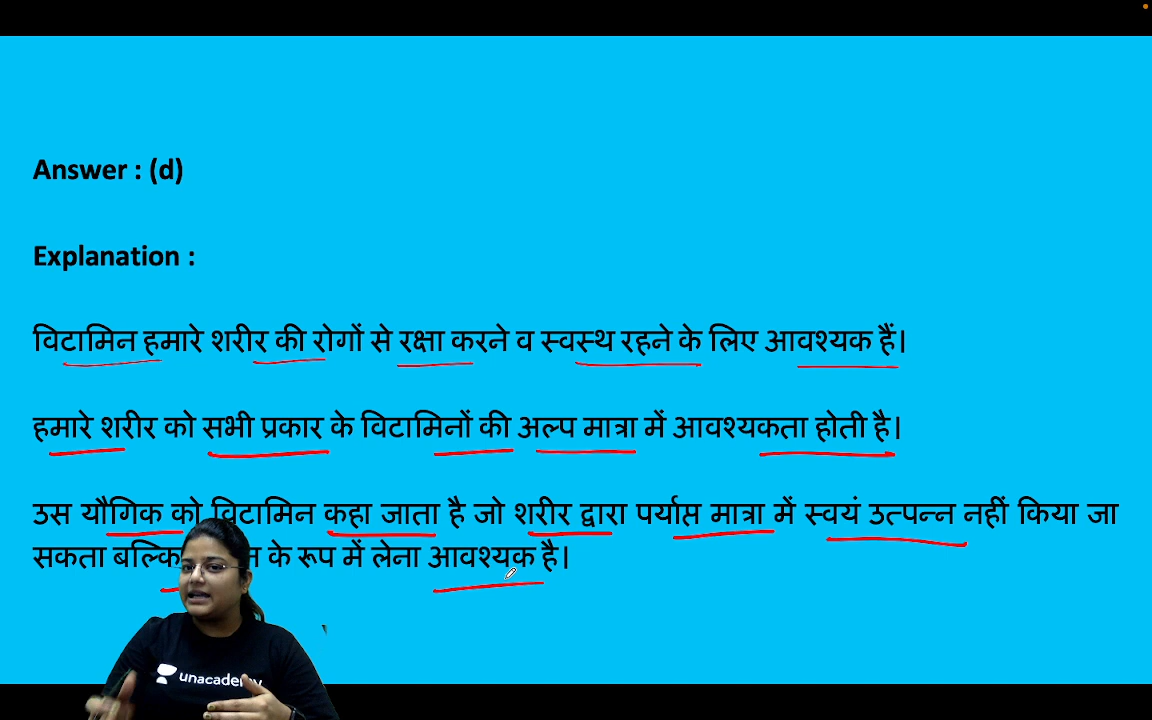 Answer : (d)
Explanation :
विटामिन हमारे शरीर की रोगों से रक्षा करने व स्वस्थ रहने के लिए आवश्यक हैं।
हमारे शरीर को सभी प्रकार के विटामिनों की अल्प मात्रा में आवश्यकता होती है।
उस यौगिक को विटामिन कहा जाता है जो शरीर द्वारा पर्याप्त मात्रा में स्वयं उत्पन्न नहीं किया जा
सकता बल्कि के रूप में लेना आवश्यक है।
unacademy